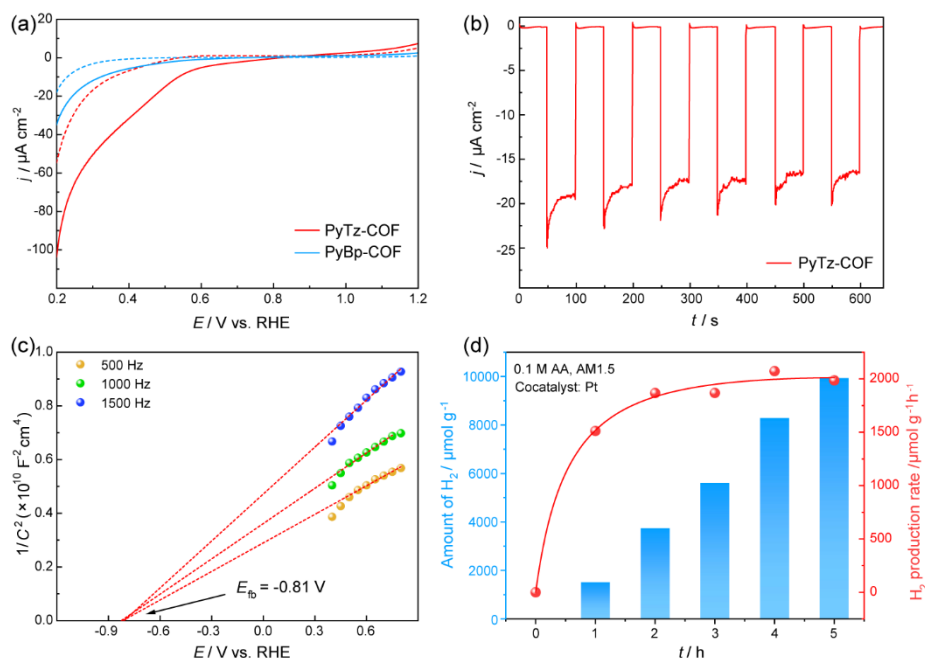 (a)
20
0
-20
-40
-60
-80
-100
j / μA cm-2
PyTz-COF
PyBp-COF
0.2 0.4 0.6 0.8 1.0 1.2
E / V vs. RHE
(b)
0
-5
-10
-15
-20
-25
j / μA cm-2
PyTz-COF
0 100 200 300 400 500 600
t / s
(c)
1.0
0.8
0.6
0.4
0.2
0.0
1/C2 (×1010 F-2 cm4)
500 Hz
1000 Hz
1500 Hz
Efb = -0.81 V
-0.9 -0.6 -0.3 0.0 0.3 0.6
E / V vs. RHE
(d)
0.1 M AA, AM1.5
Cocatalyst: Pt
10000
8000
6000
4000
2000
0
Amount of H2 / μmol g-1
2000
1500
1000
500
0
H2 production rate /μmol g-1h-1
0 1 2 3 4 5
t / h